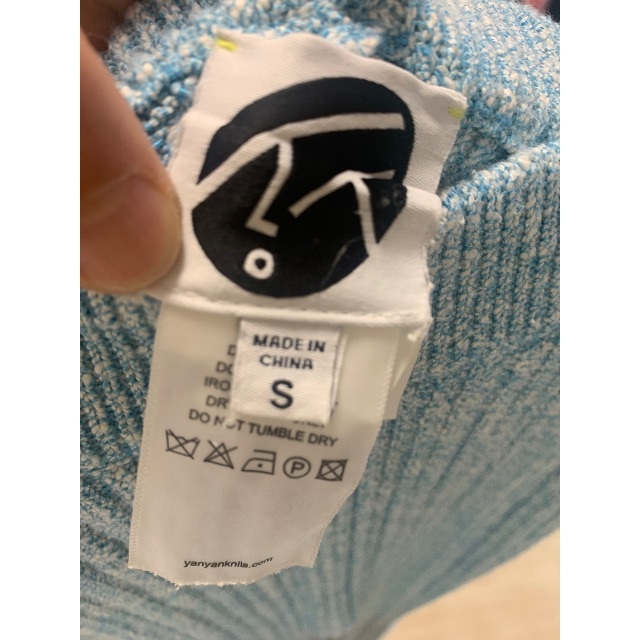 MADE IN
CHINA
S
DO NOT TUMBLE DRY
P
yanyanknits.com